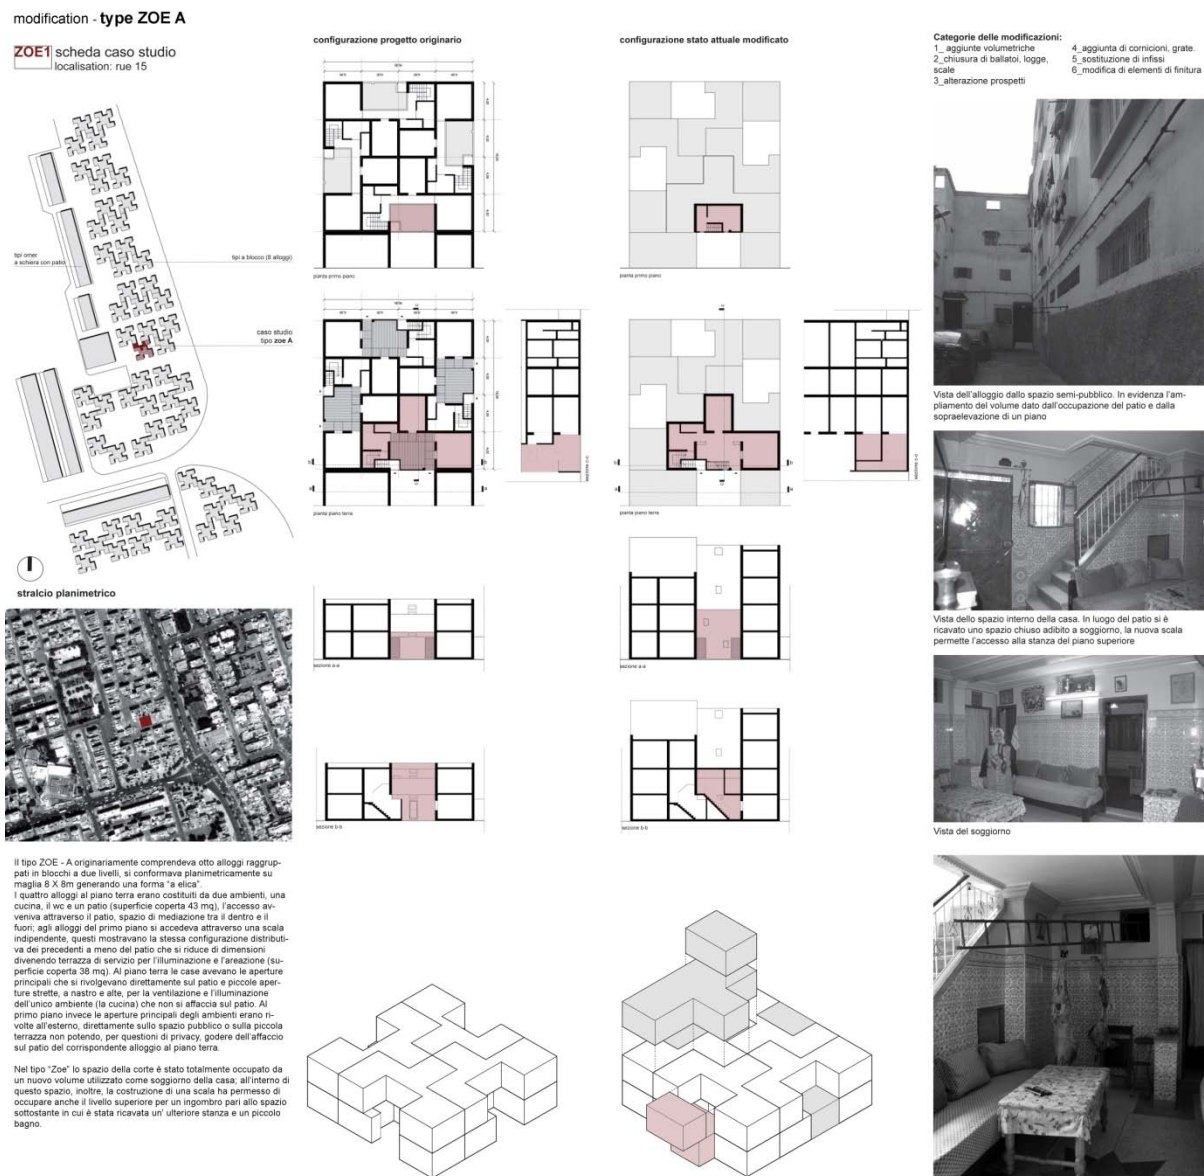 modification - type ZOE A
ZOE1 scheda caso studio
localisation: rue 15
tipi omer
a schiera con patio
tipi a blocco (8 alloggi)
caso studio
tipo zoe A
stralcio planimetrico
configurazione progetto originario
pianta primo piano
pianta piano terra
sezione a-a
sezione b-b
configurazione stato attuale modificato
pianta primo piano
pianta piano terra
sezione a-a
sezione b-b
Categorie delle modificazioni:
1_ aggiunte volumetriche
2_chiusura di ballatoi, logge,
scale
3_alterazione prospetti
4_aggiunta di cornicioni, grate.
5_sostituzione di infissi
6_modifica di elementi di finitura
Vista dell'alloggio dallo spazio semi-pubblico. In evidenza l'am-
pliamento del volume dato dall'occupazione del patio e dalla
sopraelevazione di un piano
Vista dello spazio interno della casa. In luogo del patio si è
ricavato uno spazio chiuso adibito a soggiorno, la nuova scala
permette l'accesso alla stanza del piano superiore
Vista del soggiorno
Il tipo ZOE - A originariamente comprendeva otto alloggi raggrup-
pati in blocchi a due livelli, si conformava planimetricamente su
maglia 8 X 8m generando una forma "a elica".
I quattro alloggi al piano terra erano costituiti da due ambienti, una
cucina, il wc e un patio (superficie coperta 43 mq), l'accesso av-
veniva attraverso il patio, spazio di mediazione tra il dentro e il
fuori; agli alloggi del primo piano si accedeva attraverso una scala
indipendente, questi mostravano la stessa configurazione distributi-
va dei precedenti a meno del patio che si riduce di dimensioni
divenendo terrazza di servizio per l'illuminazione e l'areazione (su-
perficie coperta 38 mq). Al piano terra le case avevano le aperture
principali che si rivolgevano direttamente sul patio e piccole aper-
ture strette, a nastro e alte, per la ventilazione e l'illuminazione
dell'unico ambiente (la cucina) che non si affaccia sul patio. Al
primo piano invece le aperture principali degli ambienti erano ri-
volte all'esterno, direttamente sullo spazio pubblico o sulla piccola
terrazza non potendo, per questioni di privacy, godere dell'affaccio
sul patio del corrispondente alloggio al piano terra.
Nel tipo "Zoe" lo spazio della corte è stato totalmente occupato da
un nuovo volume utilizzato come soggiorno della casa; all'interno di
questo spazio, inoltre, la costruzione di una scala ha permesso di
occupare anche il livello superiore per un ingombro pari allo spazio
sottostante in cui è stata ricavata un' ulteriore stanza e un piccolo
bagno.